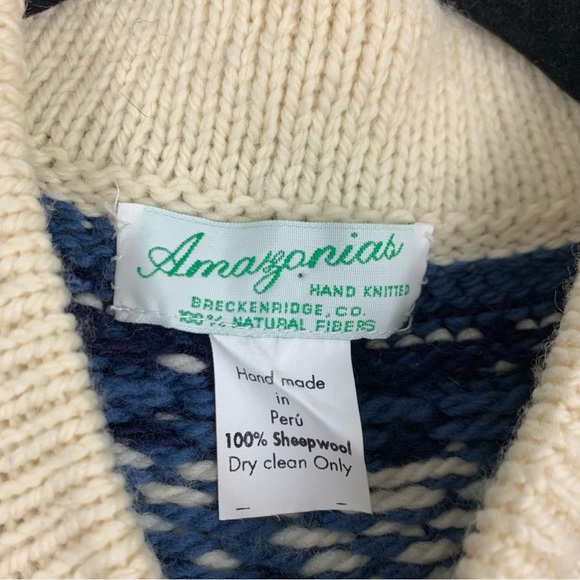 Amazonias
HAND KNITTED
BRECKENRIDGE, CO.
100% NATURAL FIBERS
Hand made
in
Perú
100% Sheepwool
Dry clean Only